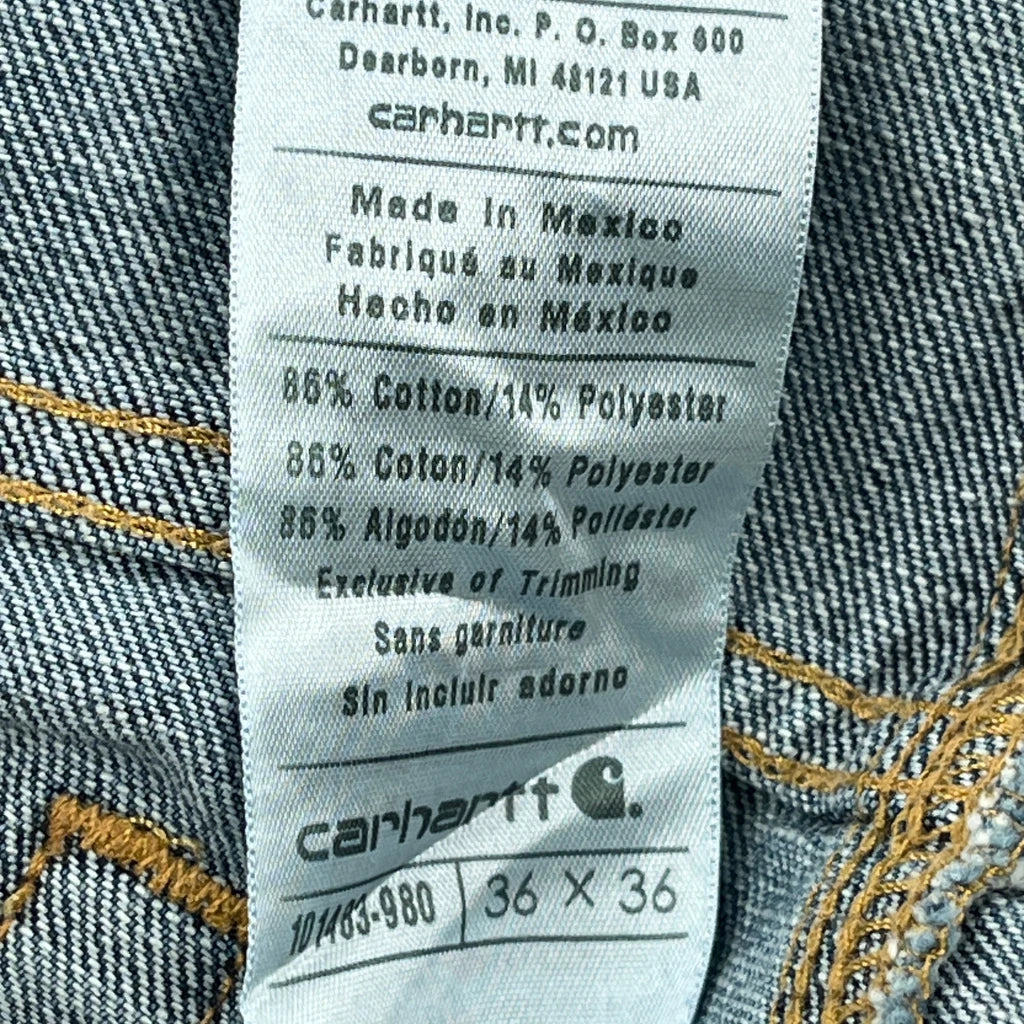 Carhartt, Inc. P. O. Box 600
Dearborn, MI 48121 USA
carhartt.com
Made in Mexico
Fabriqué au Mexique
Hecho en México
86% Cotton/14% Polyester
86% Coton/14% Polyester
86% Algodón/14% Poliéster
Exclusive of Trimming
Sans garniture
Sin incluir adorno
carhartt
101483-980 36 X 36